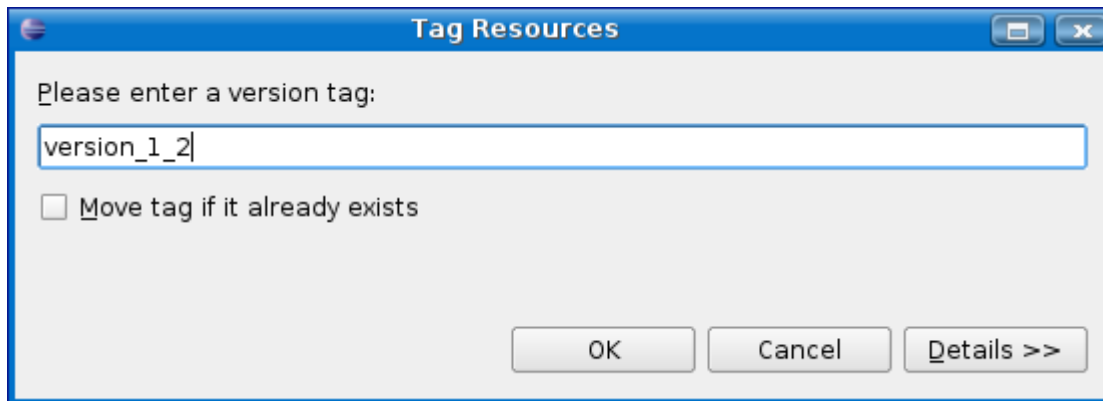 Tag Resources
Please enter a version tag:
version_1_2
Move tag if it already exists
OK Cancel Details >>